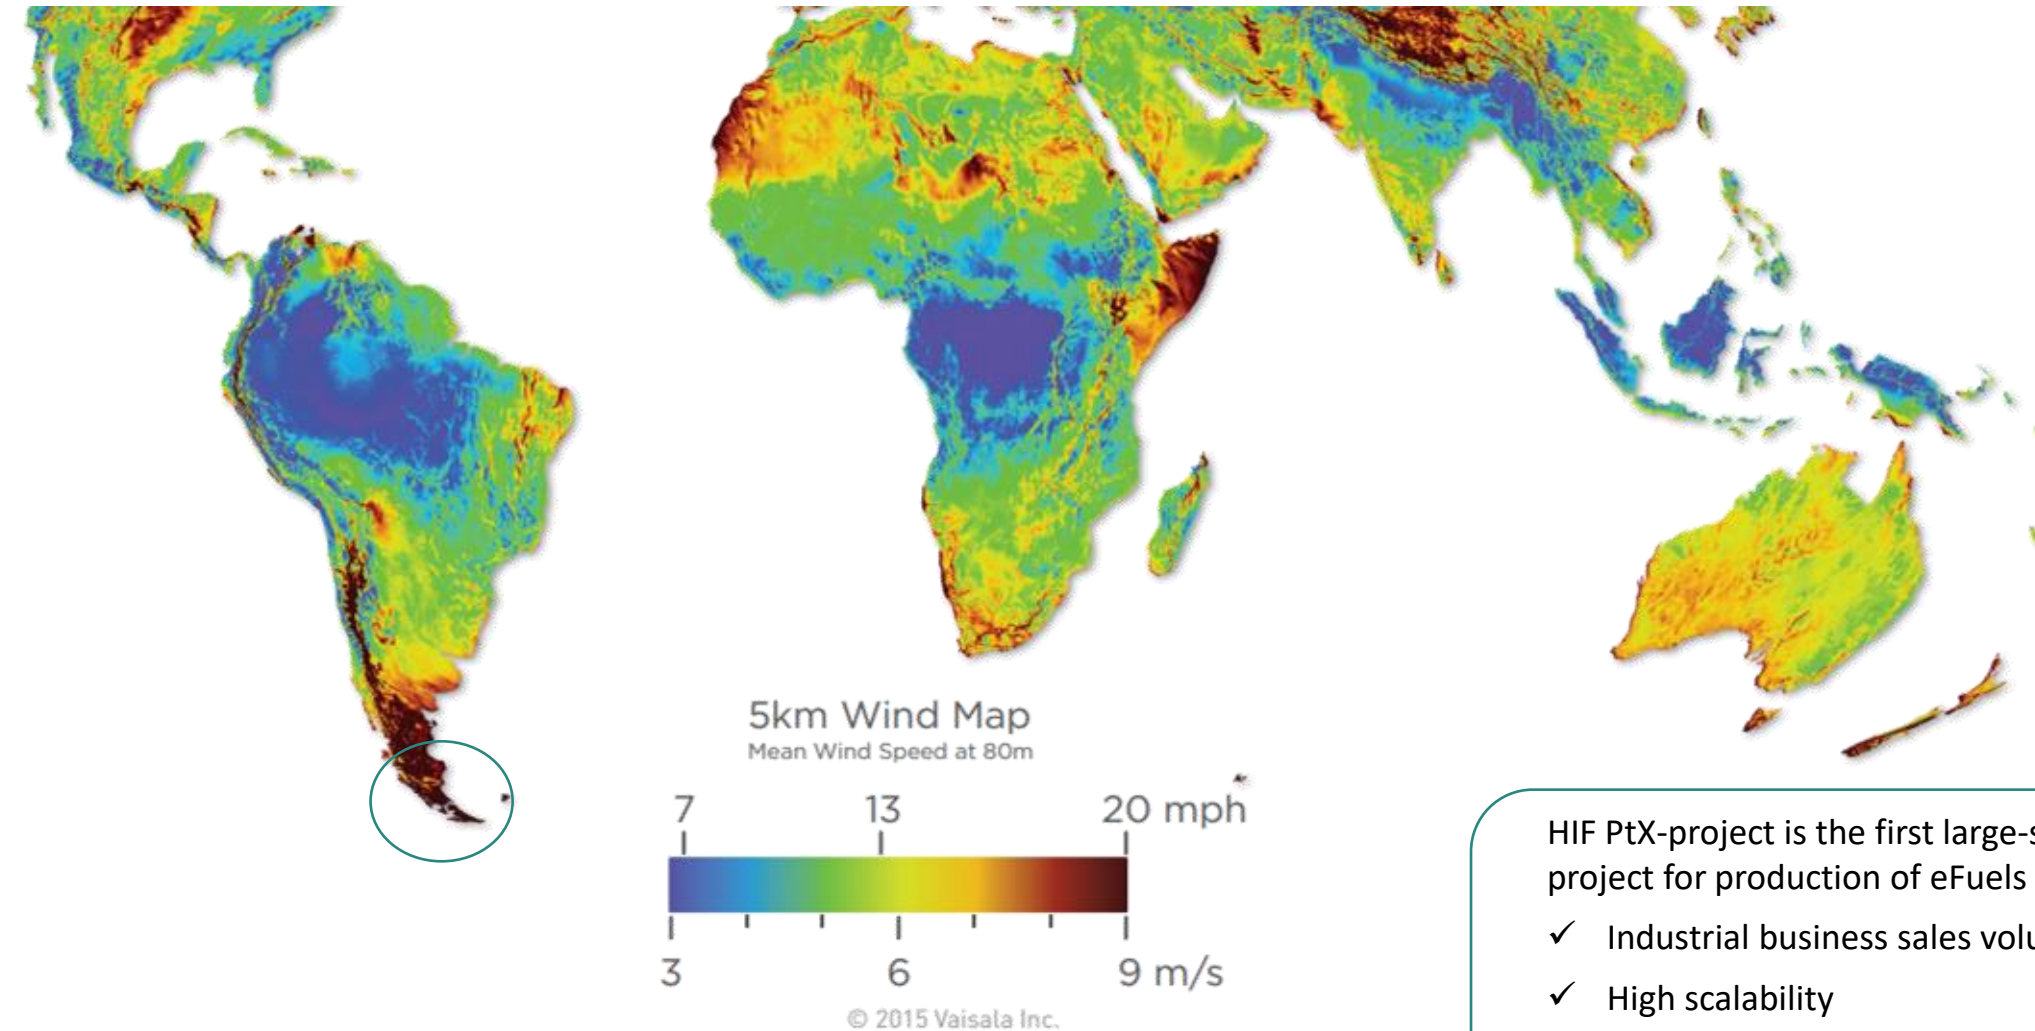 5km Wind Map
Mean Wind Speed at 80m
7 13 20 mph
3 6 9 m/s
© 2015 Vaisala Inc.
HIF PtX-project is the first large-
project for production of eFuels
✓ Industrial business sales
✓ High scalability